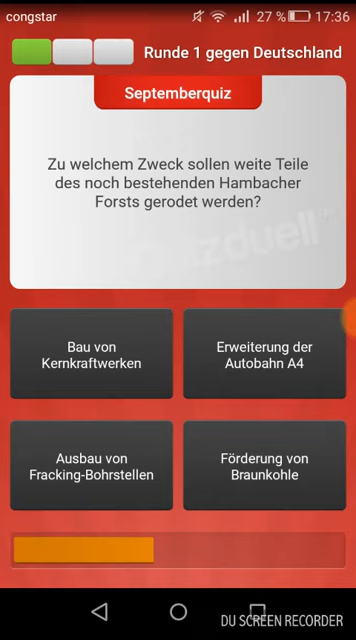 congstar 27 % 17:36
Runde 1 gegen Deutschland
Septemberquiz
Zu welchem Zweck sollen weite Teile
des noch bestehenden Hambacher
Forsts gerodet werden?
Bau von
Kernkraftwerken
Erweiterung der
Autobahn A4
Ausbau von
Fracking-Bohrstellen
Förderung von
Braunkohle
DU SCREEN RECORDER